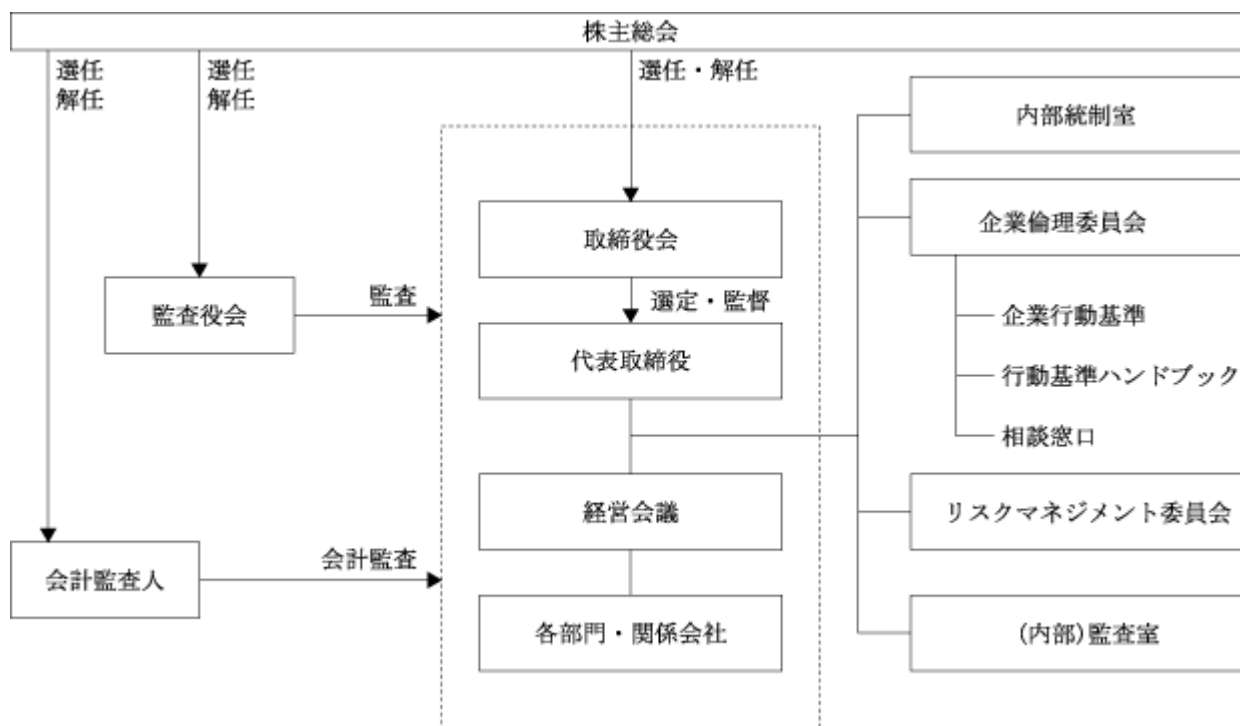 株主総会
選任
解任
選任
解任
選任・解任
内部統制室
取締役会
企業倫理委員会
監査役会
監査
選定・監督
代表取締役
企業行動基準
行動基準ハンドブック
相談窓口
経営会議
リスクマネジメント委員会
会計監査人
会計監査
各部門・関係会社
(内部)監査室